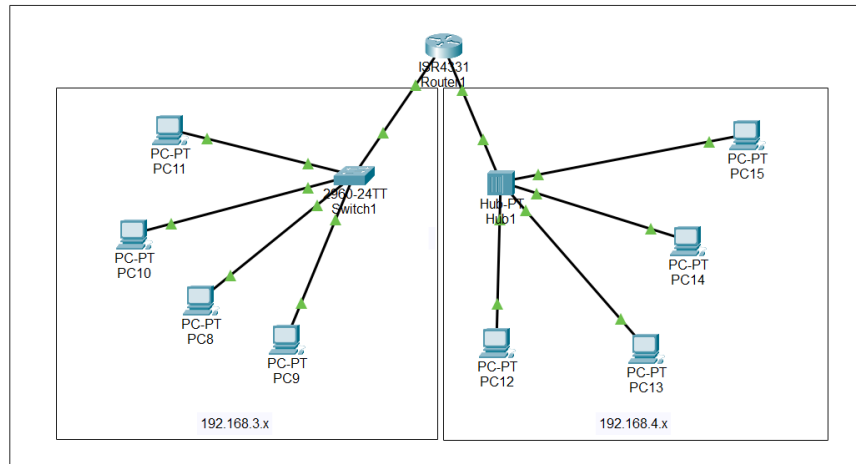 ISR4331
Router1
PC-PT
PC11
2960-24TT
Switch1
PC-PT
PC10
PC-PT
PC8
PC-PT
PC9
192.168.3.x
PC-PT
PC15
Hub-PT
Hub1
PC-PT
PC14
PC-PT
PC12
PC-PT
PC13
192.168.4.x